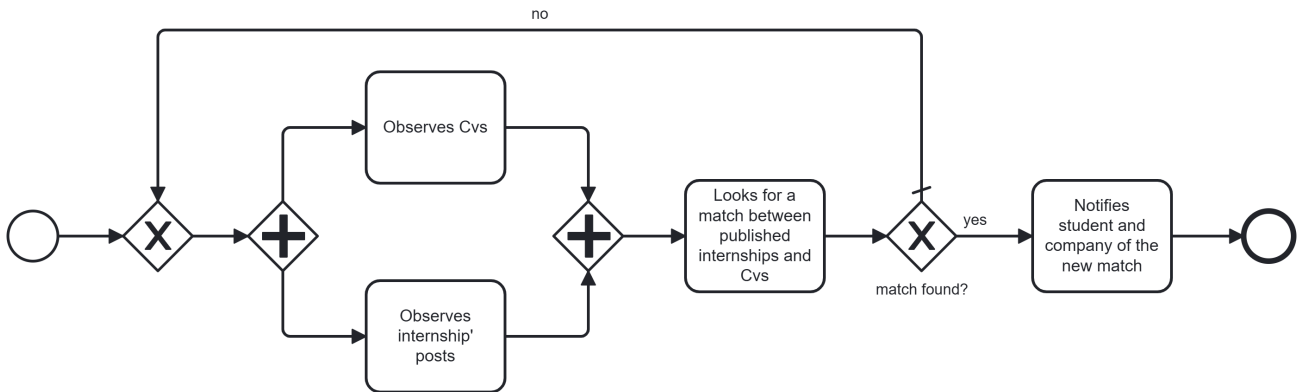 no
Observes Cvs
Observes
internship'
posts
Looks for a
match between
published
internships and
Cvs
match found?
yes
Notifies
student and
company of the
new match